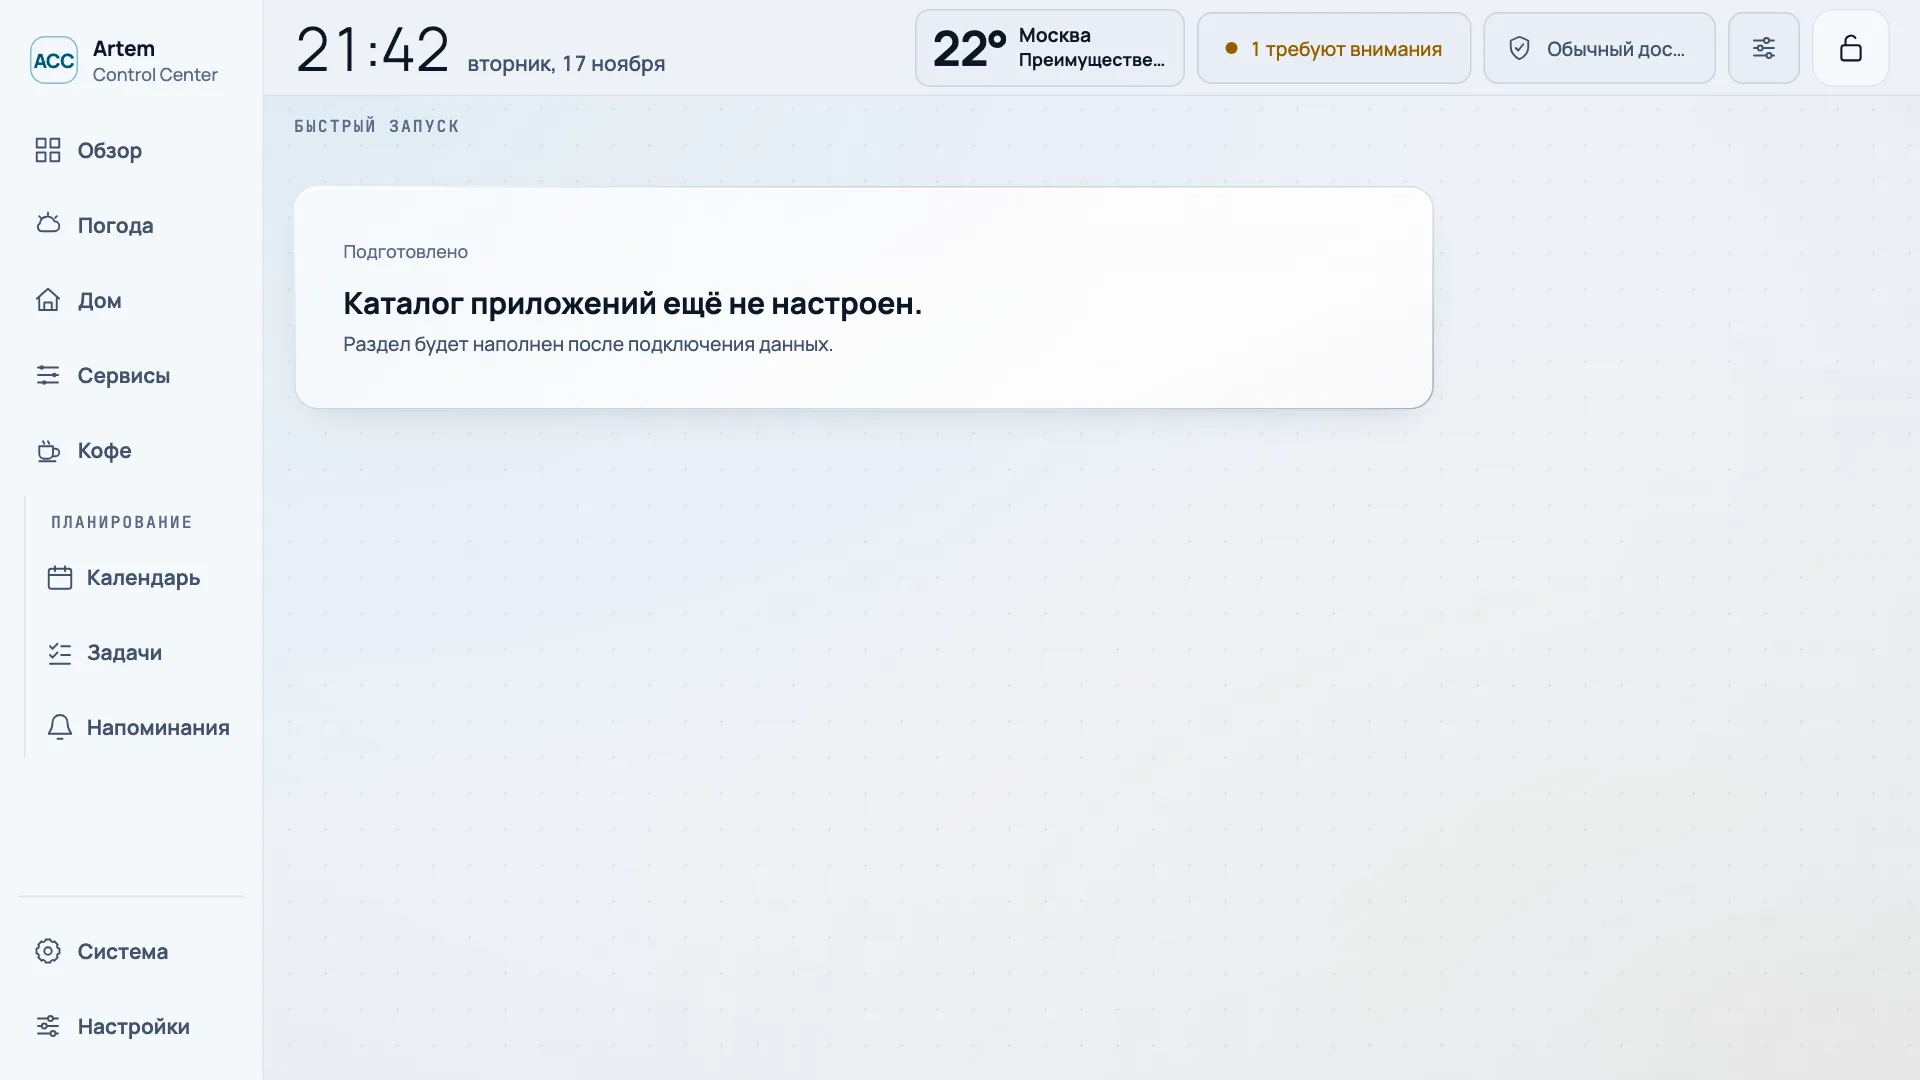 ACC
Artem
Control Center
Обзор
Погода
Дом
Сервисы
Кофе
ПЛАНИРОВАНИЕ
Календарь
Задачи
Напоминания
Система
Настройки
21:42
вторник, 17 ноября
22°
Москва
Преимуществе...
1 требуют внимания
Обычный дос...
БЫСТРЫЙ ЗАПУСК
Подготовлено
Каталог приложений ещё не настроен.
Раздел будет наполнен после подключения данных.